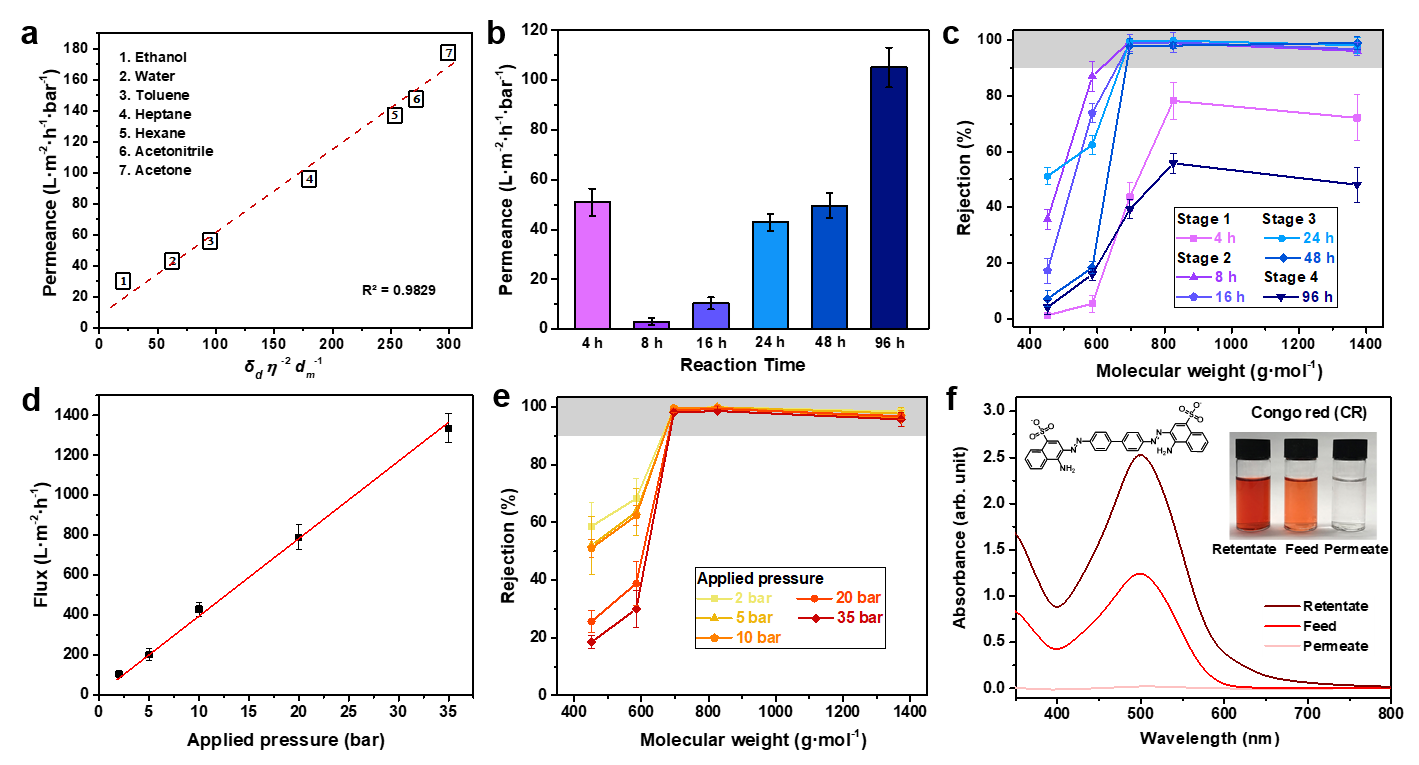 a
Permeance (L·m⁻²·h⁻¹·bar⁻¹)
180
160
140
120
100
80
60
40
20
0
1. Ethanol
2. Water
3. Toluene
4. Heptane
5. Hexane
6. Acetonitrile
7. Acetone
1
2
3
4
5
6
7
R² = 0.9829
0 50 100 150 200 250 300
δd η⁻² dm⁻¹
b
Permeance (L·m⁻²·h⁻¹·bar⁻¹)
120
100
80
60
40
20
0
4 h 8 h 16 h 24 h 48 h 96 h
Reaction Time
c
Rejection (%)
100
80
60
40
20
0
Stage 1 Stage 3
4 h 24 h
Stage 2 48 h
8 h Stage 4
16 h 96 h
400 600 800 1000 1200 1400
Molecular weight (g·mol⁻¹)
d
Flux (L·m⁻²·h⁻¹)
1400
1200
1000
800
600
400
200
0
0 5 10 15 20 25 30 35
Applied pressure (bar)
e
Rejection (%)
100
80
60
40
20
0
Applied pressure
2 bar 20 bar
5 bar 35 bar
10 bar
400 600 800 1000 1200 1400
Molecular weight (g·mol⁻¹)
f
Absorbance (arb. unit)
3.0
2.5
2.0
1.5
1.0
0.5
0.0
Congo red (CR)
Retentate Feed Permeate
Retentate
Feed
Permeate
400 500 600 700 800
Wavelength (nm)